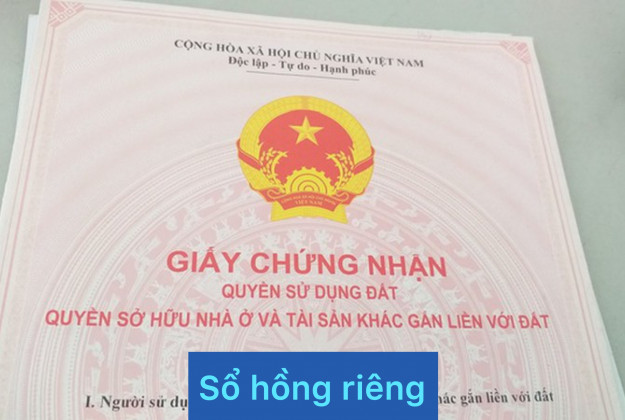 CỘNG HÒA XÃ HỘI CHỦ NGHĨA VIỆT NAM
Độc lập - Tự do - Hạnh phúc
VIỆT NAM
GIẤY CHỨNG NHẬN
QUYỀN SỬ DỤNG ĐẤT
QUYỀN SỞ HỮU NHÀ Ở VÀ TÀI SẢN KHÁC GẮN LIỀN VỚI ĐẤT
I. Người sử dụ
hác gắn liền với đất
Sổ hồng riêng